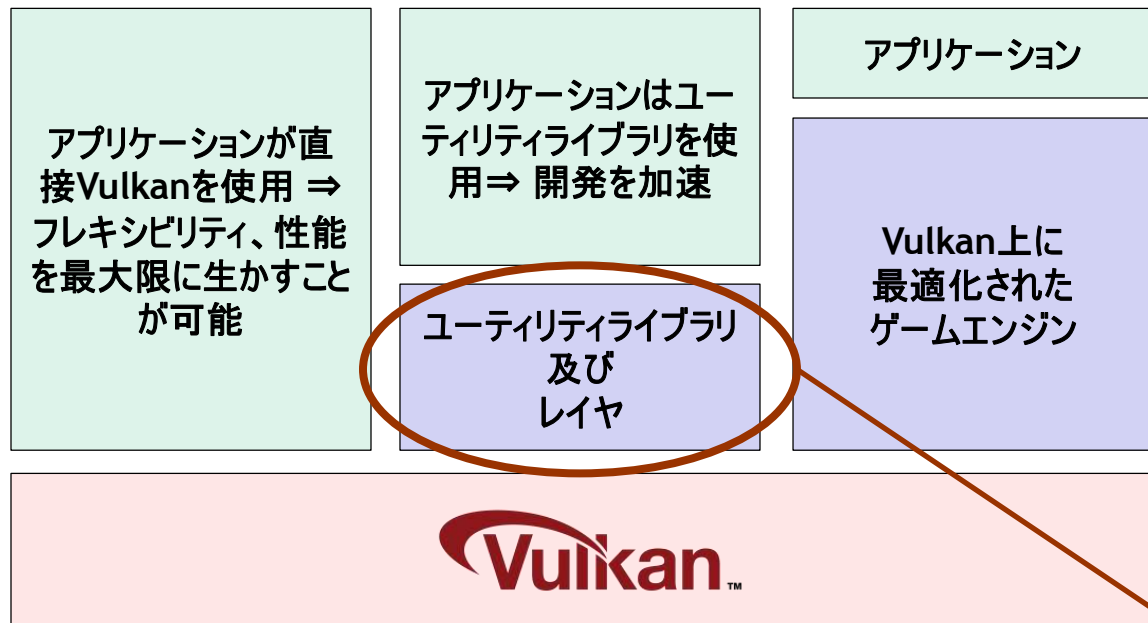 アプリケーションが直
接Vulkanを使用 ⇒
フレキシビリティ、性能
を最大限に生かすこと
が可能
アプリケーションはユー
ティリティライブラリを使
用⇒ 開発を加速
ユーティリティライブラリ
及び
レイヤ
アプリケーション
Vulkan上に
最適化された
ゲームエンジン
Vulkan™